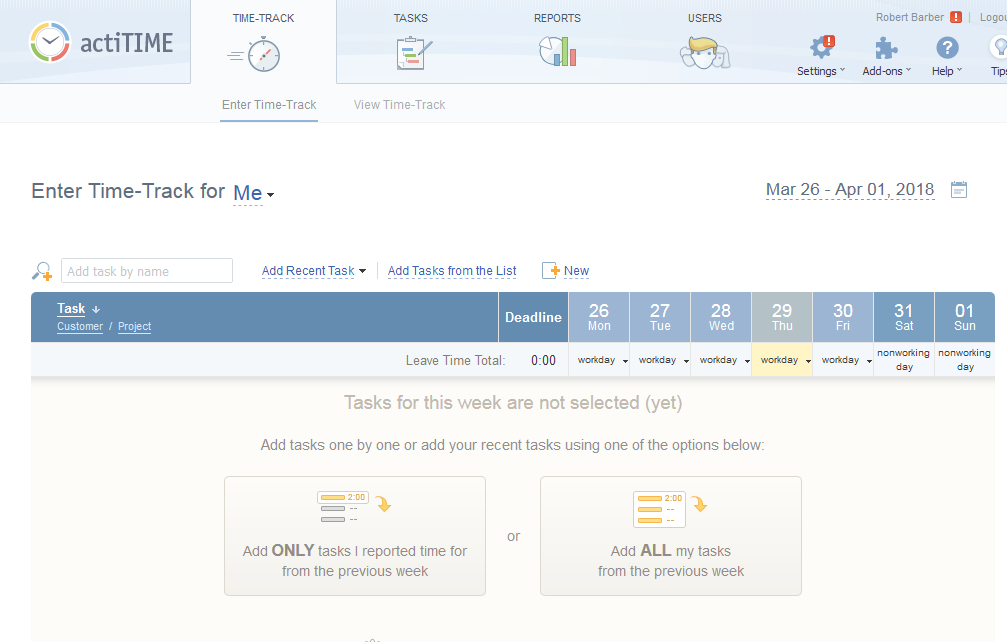 TIME-TRACK TASKS REPORTS USERS Robert Barber ! | Logou
actiTIME
Settings Add-ons Help Tips
Enter Time-Track View Time-Track
Enter Time-Track for Me Mar 26 - Apr 01, 2018
Add task by name Add Recent Task Add Tasks from the List New
Task Deadline 26 27 28 29 30 31 01
Customer / Project Mon Tue Wed Thu Fri Sat Sun
Leave Time Total: 0:00 workday workday workday workday workday nonworking day nonworking day
Tasks for this week are not selected (yet)
Add tasks one by one or add your recent tasks using one of the options below:
2:00
--
--
Add ONLY tasks I reported time for
from the previous week
or
2:00
--
--
Add ALL my tasks
from the previous week